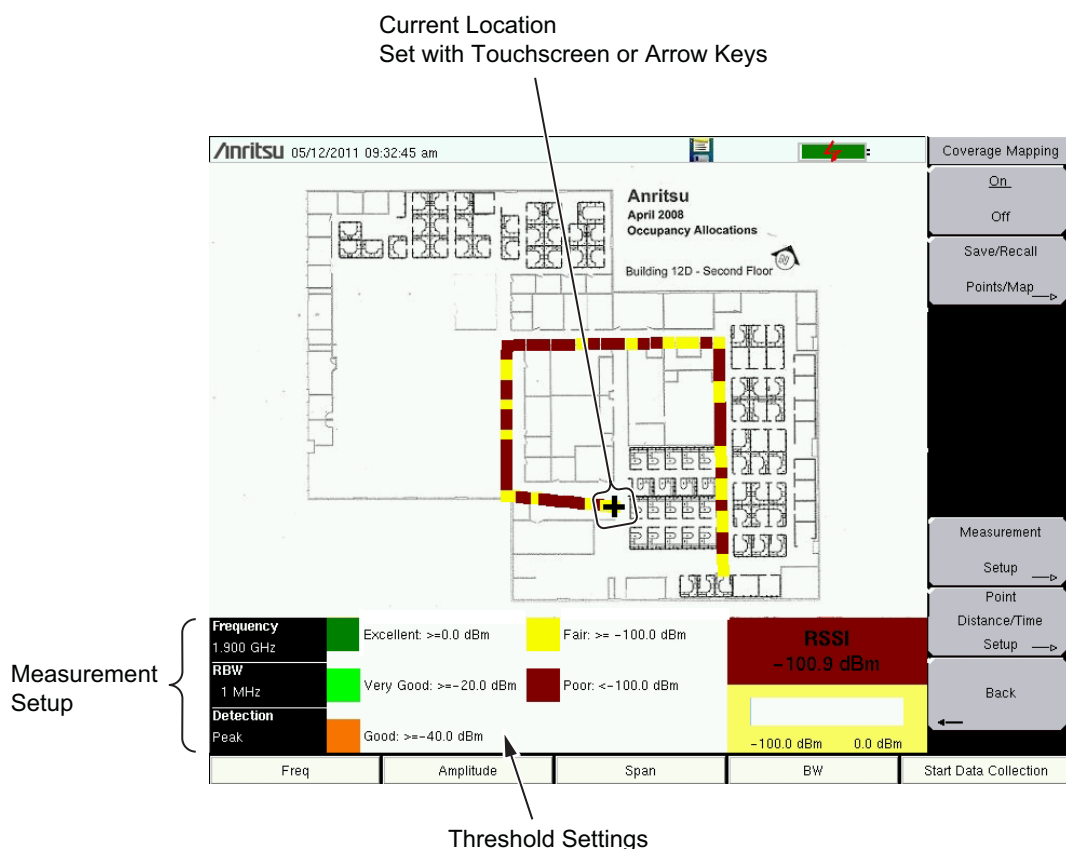 Current Location
Set with Touchscreen or Arrow Keys
Anritsu 05/12/2011 09:32:45 am
Coverage Mapping
On
Off
Save/Recall
Points/Map
Anritsu
April 2008
Occupancy Allocations
Building 12D - Second Floor
N
Measurement
Setup
Point
Distance/Time
Setup
Back
Measurement
Setup
Frequency
1.900 GHz
RBW
1 MHz
Detection
Peak
Excellent: >=0.0 dBm
Very Good: >=-20.0 dBm
Good: >=-40.0 dBm
Fair: >= -100.0 dBm
Poor: <-100.0 dBm
RSSI
-100.9 dBm
-100.0 dBm 0.0 dBm
Freq
Amplitude
Span
BW
Start Data Collection
Threshold Settings